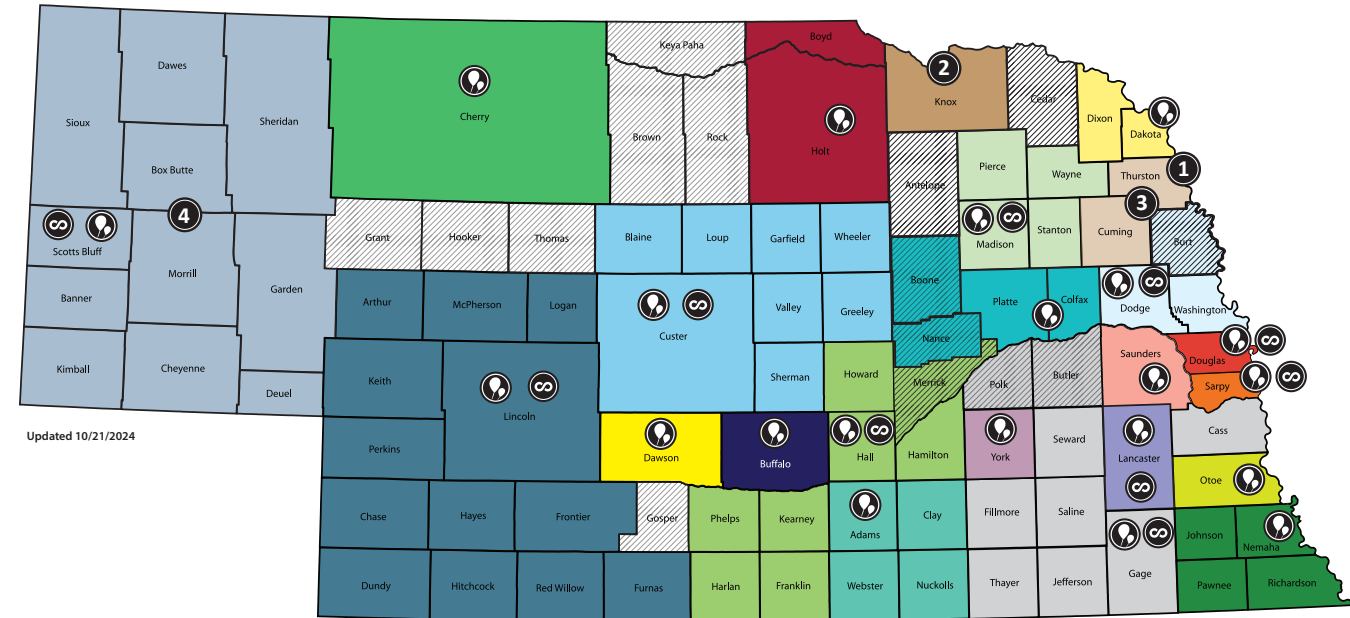 Keya Paha
Boyd
Dawes
2
Sioux
Sheridan
Cherry
Knox
Cedar
Dixon
Dakota
Brown
Rock
Holt
Box Butte
Pierce
Wayne
Thurston
1
Antelope
4
3
Scotts Bluff
Grant
Hooker
Thomas
Blaine
Loup
Garfield
Wheeler
Madison
Stanton
Cuming
Burt
Morrill
Garden
Boone
Banner
Arthur
McPherson
Logan
Custer
Valley
Greeley
Platte
Colfax
Dodge
Washington
Nance
Kimball
Cheyenne
Deuel
Keith
Lincoln
Sherman
Howard
Merrick
Polk
Butler
Saunders
Douglas
Sarpy
Updated 10/21/2024
Perkins
Dawson
Buffalo
Hall
Hamilton
York
Seward
Lancaster
Cass
Otoe
Chase
Hayes
Frontier
Gosper
Phelps
Kearney
Adams
Clay
Fillmore
Saline
Johnson
Nemaha
Dundy
Hitchcock
Red Willow
Furnas
Harlan
Franklin
Webster
Nuckolls
Thayer
Jefferson
Gage
Pawnee
Richardson